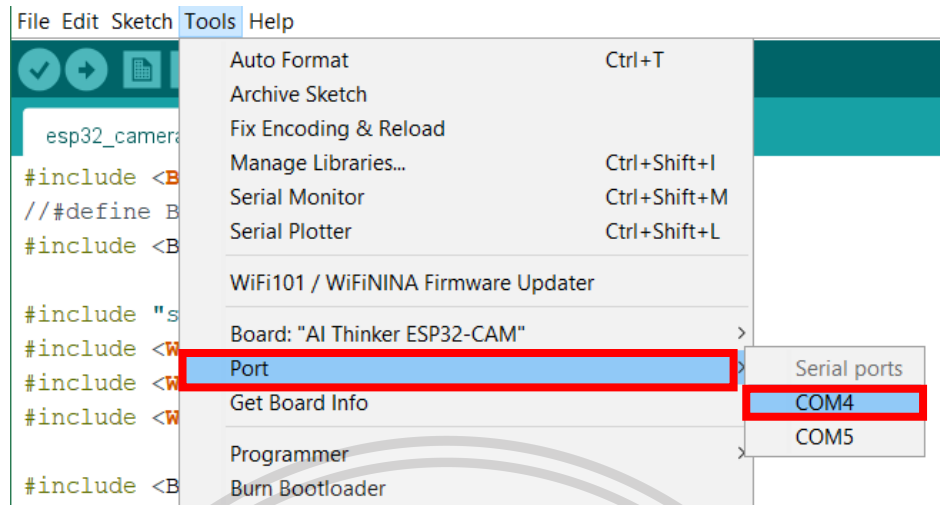 File Edit Sketch Tools Help
Auto Format Ctrl+T
Archive Sketch
esp32_camera
Fix Encoding & Reload
#include <B
Manage Libraries... Ctrl+Shift+I
//#define B
Serial Monitor Ctrl+Shift+M
#include <B
Serial Plotter Ctrl+Shift+L
WiFi101 / WiFiNINA Firmware Updater
#include "s
Board: "AI Thinker ESP32-CAM" >
#include <W
Port >
Serial ports
#include <W
Get Board Info
COM4
#include <W
COM5
Programmer >
#include <B
Burn Bootloader